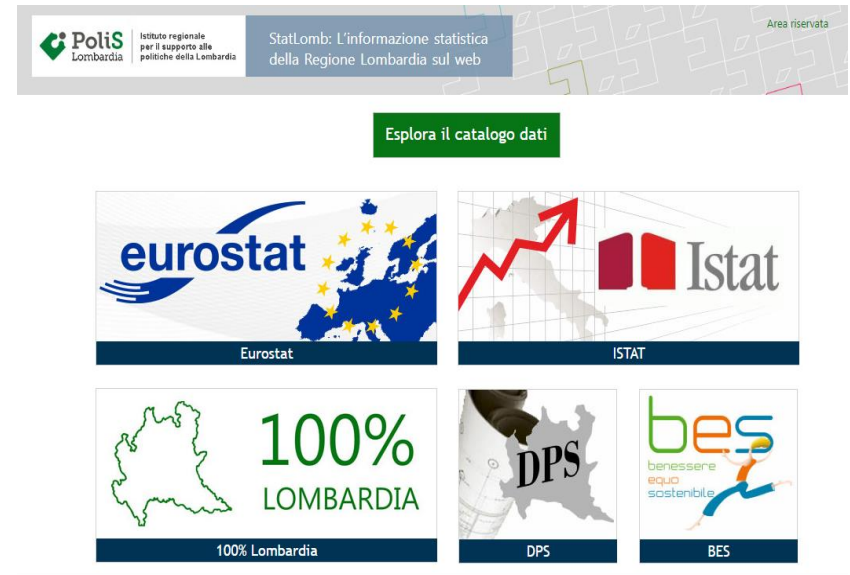 PoliS
Lombardia
Istituto regionale
per il supporto alle
politiche della Lombardia
StatLomb: L'informazione statistica
della Regione Lombardia sul web
Area riservata
Esplora il catalogo dati
eurostat
Eurostat
Istat
ISTAT
100%
LOMBARDIA
100% Lombardia
DPS
DPS
bes
benessere
equo
sostenibile
BES